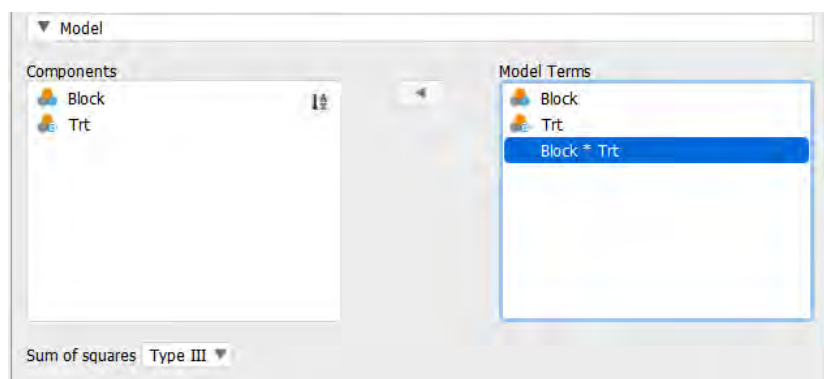 Model
Components
Model Terms
Block
Trt
Block
Trt
Block * Trt
Sum of squares Type III